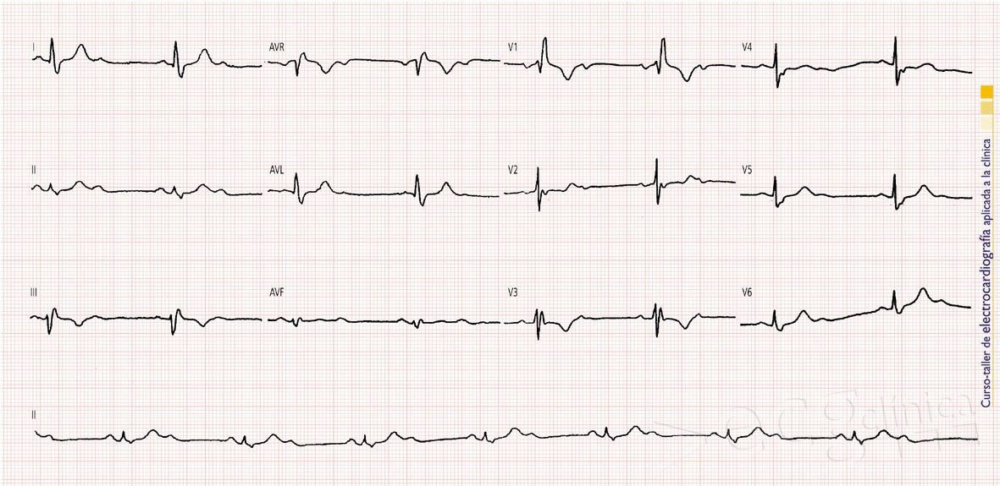 I AVR V1 V4
II AVL V2 V5
III AVF V3 V6
II
Curso-taller de electrocardiografía aplicada a la clínica
clínica